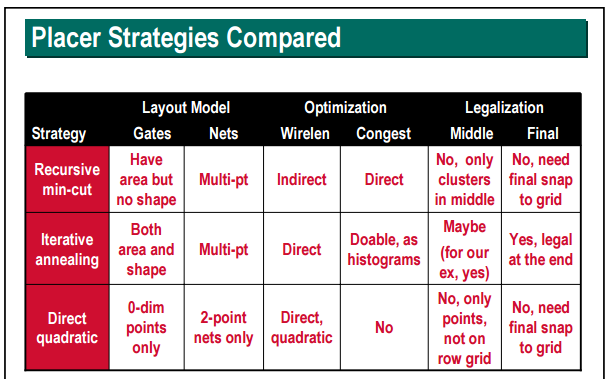 Placer Strategies Compared
Layout Model Optimization Legalization
Strategy Gates Nets Wirelen Congest Middle Final
Recursive
min-cut
Have
area but
no shape
Multi-pt
Indirect
Direct
No, only
clusters
in middle
No, need
final snap
to grid
Iterative
annealing
Both
area and
shape
Multi-pt
Direct
Doable, as
histograms
Maybe
(for our
ex, yes)
Yes, legal
at the end
Direct
quadratic
0-dim
points
only
2-point
nets only
Direct,
quadratic
No
No, only
points,
not on
row grid
No, need
final snap
to grid